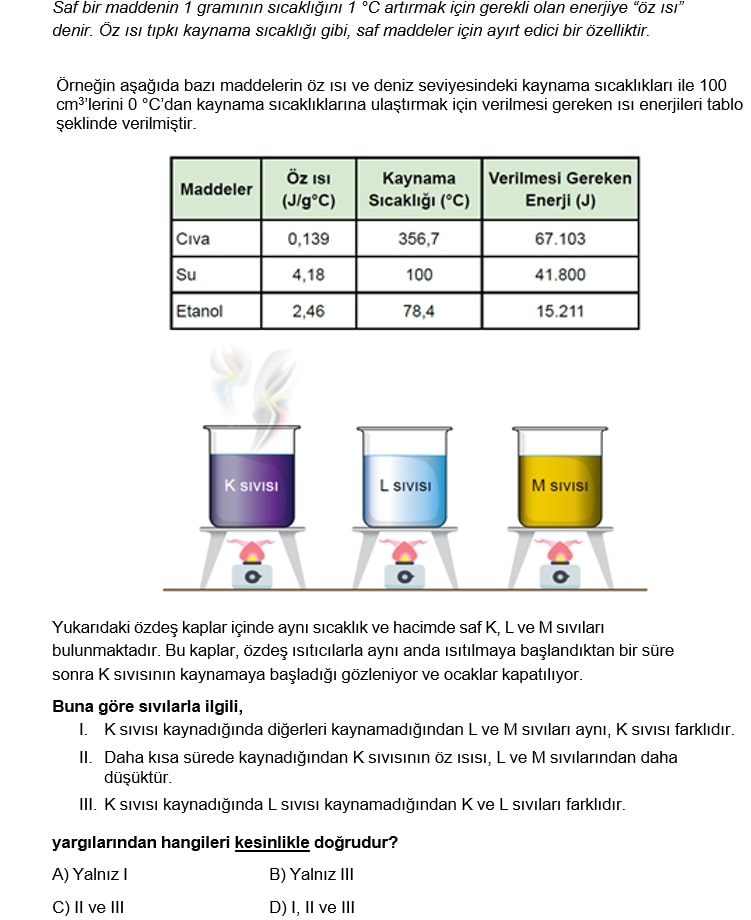 Saf bir maddenin 1 gramının sıcaklığını 1 °C artırmak için gerekli olan enerjiye “öz ısı”
denir. Öz ısı tıpkı kaynama sıcaklığı gibi, saf maddeler için ayırt edici bir özelliktir.
Örneğin aşağıda bazı maddelerin öz ısı ve deniz seviyesindeki kaynama sıcaklıkları ile 100
cm³’lerini 0 °C’dan kaynama sıcaklıklarına ulaştırmak için verilmesi gereken ısı enerjileri tablo
şeklinde verilmiştir.
Maddeler Öz ısı (J/g°C) Kaynama Sıcaklığı (°C) Verilmesi Gereken Enerji (J)
Cıva 0,139 356,7 67.103
Su 4,18 100 41.800
Etanol 2,46 78,4 15.211
K SIVISI L SIVISI M SIVISI
Yukarıdaki özdeş kaplar içinde aynı sıcaklık ve hacimde saf K, L ve M sıvıları
bulunmaktadır. Bu kaplar, özdeş ısıtıcılarla aynı anda ısıtılmaya başlandıktan bir süre
sonra K sıvısının kaynamaya başladığı gözleniyor ve ocaklar kapatılıyor.
Buna göre sıvılarla ilgili,
I. K sıvısı kaynadığında diğerleri kaynamadığından L ve M sıvıları aynı, K sıvısı farklıdır.
II. Daha kısa sürede kaynadığından K sıvısının öz ısısı, L ve M sıvılarından daha
düşüktür.
III. K sıvısı kaynadığında L sıvısı kaynamadığından K ve L sıvıları farklıdır.
yargılarından hangileri kesinlikle doğrudur?
A) Yalnız I B) Yalnız III
C) II ve III D) I, II ve III